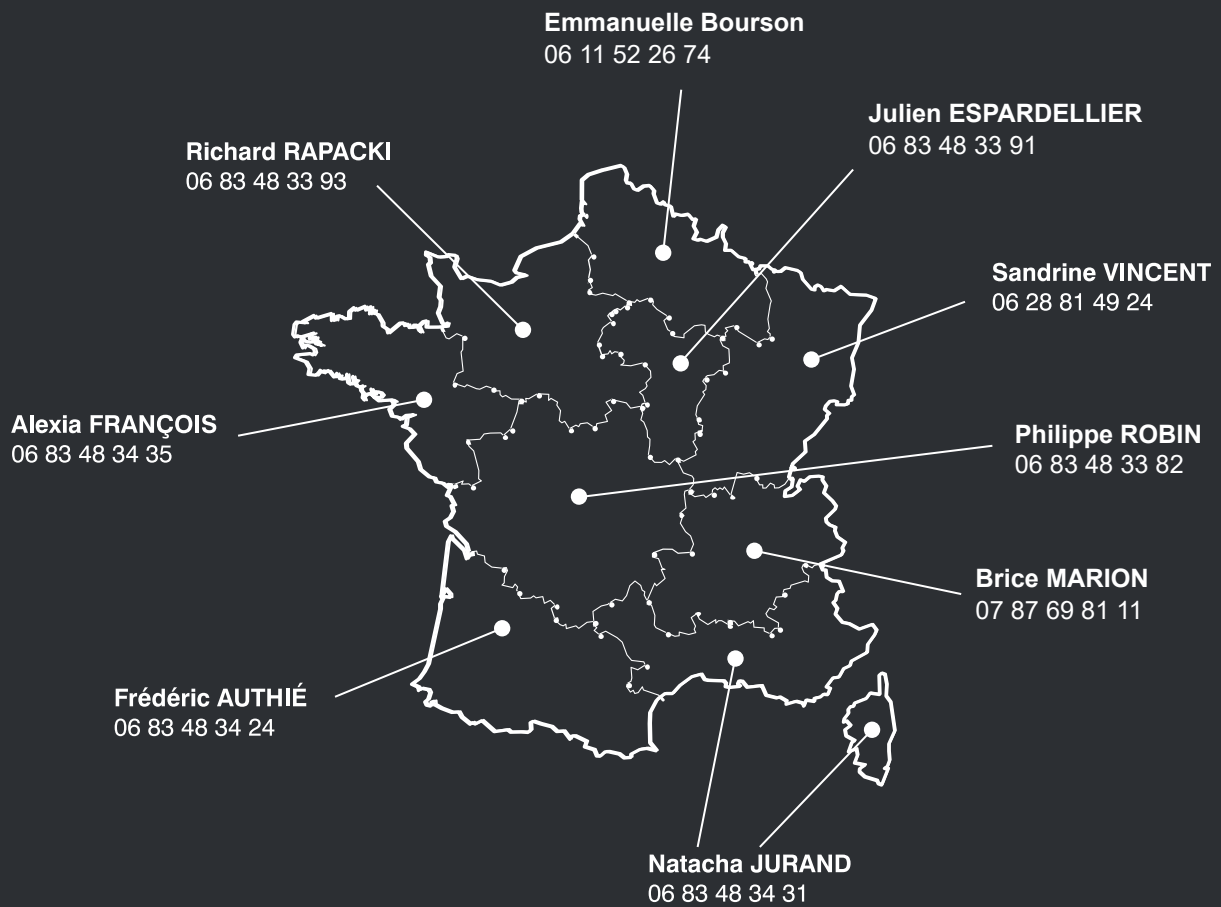 Emmanuelle Bourson
06 11 52 26 74
Julien ESPARDELLIER
06 83 48 33 91
Richard RAPACKI
06 83 48 33 93
Sandrine VINCENT
06 28 81 49 24
Alexia FRANÇOIS
06 83 48 34 35
Philippe ROBIN
06 83 48 33 82
Brice MARION
07 87 69 81 11
Frédéric AUTHIÉ
06 83 48 34 24
Natacha JURAND
06 83 48 34 31